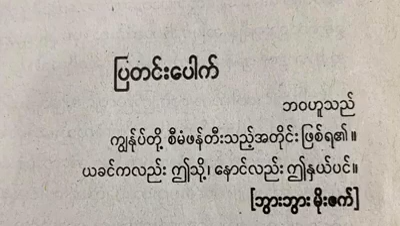 ပြတင်းပေါက်
ဘဝဟူသည်
ကျွန်ုပ်တို့ စီမံဖန်တီးသည့်အတိုင်း ဖြစ်ရ၏။
ယခင်ကလည်း ဤသို့၊ နောင်လည်း ဤနှယ်ပင်။
[ဘွားဘွား မိုးဇက်]